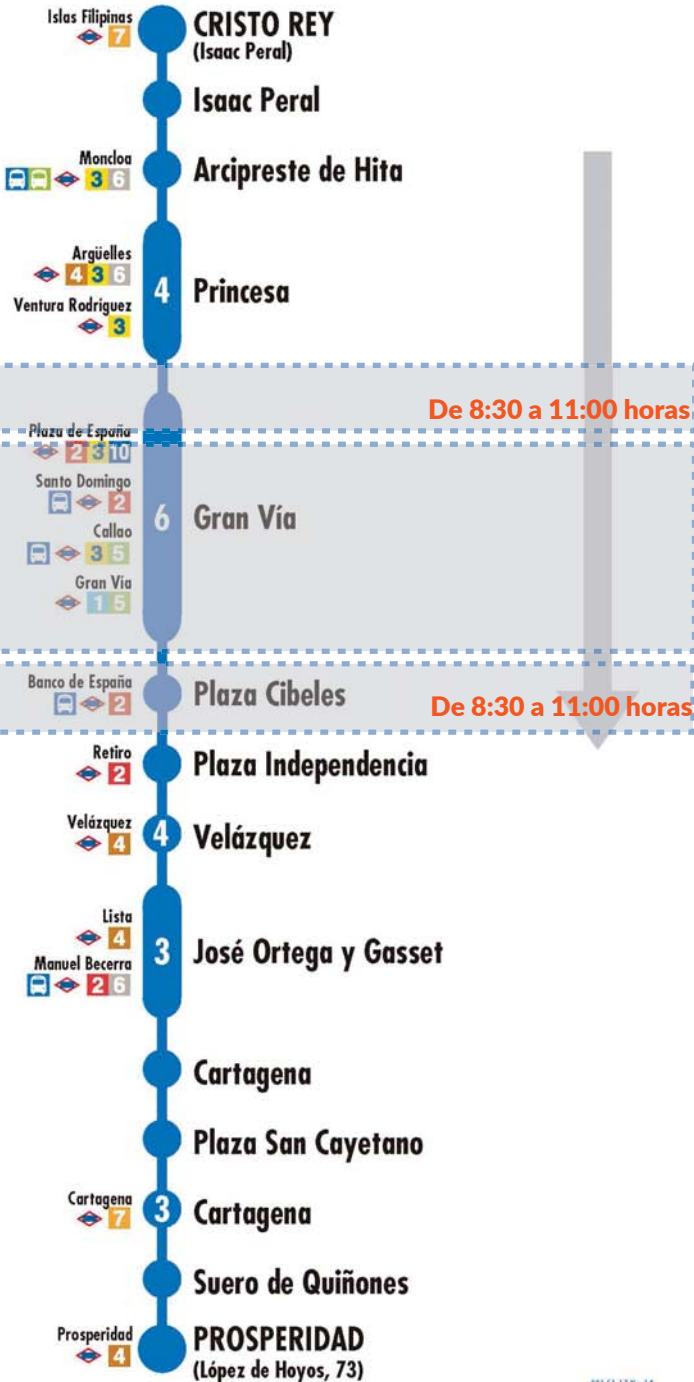 Islas Filipinas
7
CRISTO REY
(Isaac Peral)
Isaac Peral
Moncloa
3 6
Arcipreste de Hita
Argüelles
4 3 6
Ventura Rodríguez
3
4
Princesa
De 8:30 a 11:00 horas
Plaza de España
2 3 10
Santo Domingo
2
Callao
3 5
Gran Vía
1 5
6
Gran Vía
Banco de España
2
Plaza Cibeles
De 8:30 a 11:00 horas
Retiro
2
Plaza Independencia
Velázquez
4
4
Velázquez
Lista
4
Manuel Becerra
2 6
3
José Ortega y Gasset
Cartagena
Plaza San Cayetano
Cartagena
7
3
Cartagena
Suero de Quiñones
Prosperidad
4
PROSPERIDAD
(López de Hoyos, 73)